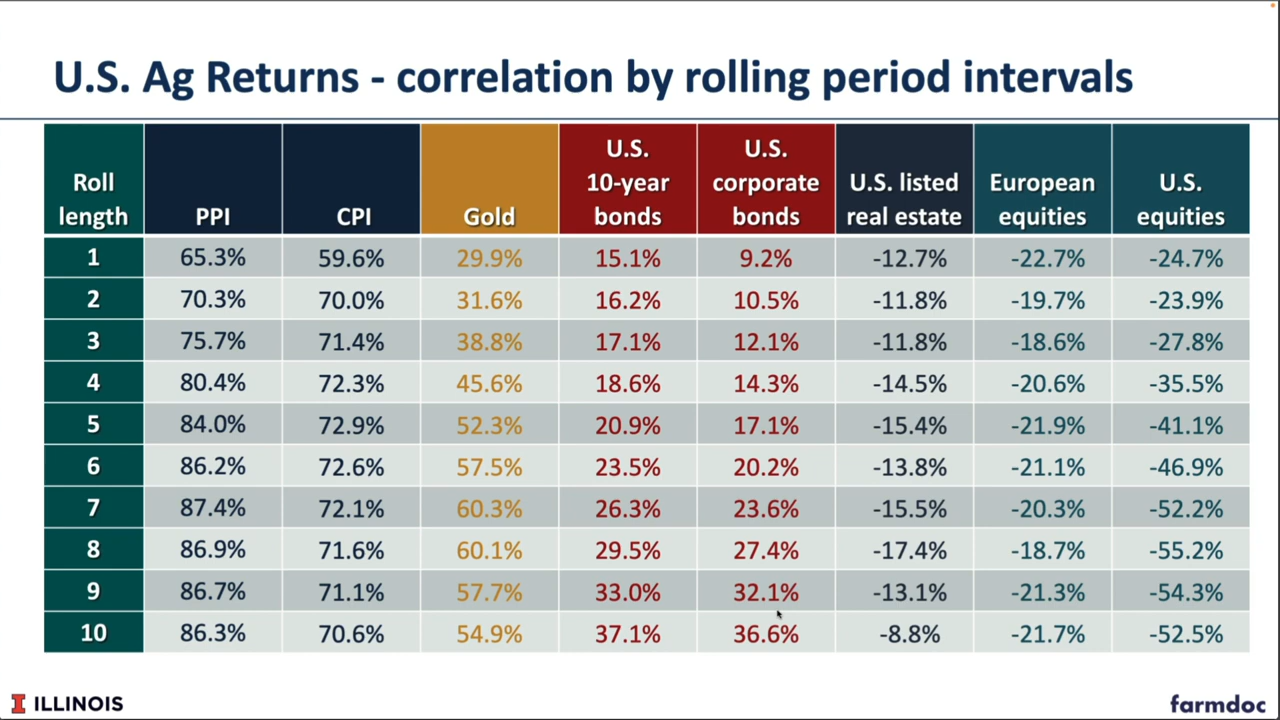 U.S. Ag Returns - correlation by rolling period intervals
Roll length PPI CPI Gold U.S. 10-year bonds U.S. corporate bonds U.S. listed real estate European equities U.S. equities
1 65.3% 59.6% 29.9% 15.1% 9.2% -12.7% -22.7% -24.7%
2 70.3% 70.0% 31.6% 16.2% 10.5% -11.8% -19.7% -23.9%
3 75.7% 71.4% 38.8% 17.1% 12.1% -11.8% -18.6% -27.8%
4 80.4% 72.3% 45.6% 18.6% 14.3% -14.5% -20.6% -35.5%
5 84.0% 72.9% 52.3% 20.9% 17.1% -15.4% -21.9% -41.1%
6 86.2% 72.6% 57.5% 23.5% 20.2% -13.8% -21.1% -46.9%
7 87.4% 72.1% 60.3% 26.3% 23.6% -15.5% -20.3% -52.2%
8 86.9% 71.6% 60.1% 29.5% 27.4% -17.4% -18.7% -55.2%
9 86.7% 71.1% 57.7% 33.0% 32.1% -13.1% -21.3% -54.3%
10 86.3% 70.6% 54.9% 37.1% 36.6% -8.8% -21.7% -52.5%
I ILLINOIS
farmdoc